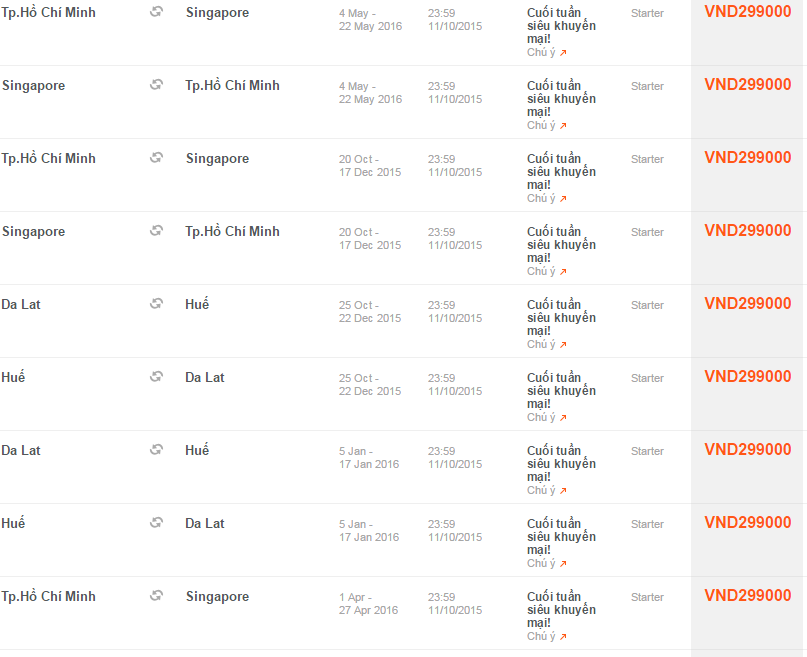 Tp.Hồ Chí Minh Singapore 4 May - 23:59 Cuối tuần Starter VND299000
22 May 2016 11/10/2015 siêu khuyến
mại!
Chú ý
Singapore Tp.Hồ Chí Minh 4 May - 23:59 Cuối tuần Starter VND299000
22 May 2016 11/10/2015 siêu khuyến
mại!
Chú ý
Tp.Hồ Chí Minh Singapore 20 Oct - 23:59 Cuối tuần Starter VND299000
17 Dec 2015 11/10/2015 siêu khuyến
mại!
Chú ý
Singapore Tp.Hồ Chí Minh 20 Oct - 23:59 Cuối tuần Starter VND299000
17 Dec 2015 11/10/2015 siêu khuyến
mại!
Chú ý
Da Lat Huế 25 Oct - 23:59 Cuối tuần Starter VND299000
22 Dec 2015 11/10/2015 siêu khuyến
mại!
Chú ý
Huế Da Lat 25 Oct - 23:59 Cuối tuần Starter VND299000
22 Dec 2015 11/10/2015 siêu khuyến
mại!
Chú ý
Da Lat Huế 5 Jan - 23:59 Cuối tuần Starter VND299000
17 Jan 2016 11/10/2015 siêu khuyến
mại!
Chú ý
Huế Da Lat 5 Jan - 23:59 Cuối tuần Starter VND299000
17 Jan 2016 11/10/2015 siêu khuyến
mại!
Chú ý
Tp.Hồ Chí Minh Singapore 1 Apr - 23:59 Cuối tuần Starter VND299000
27 Apr 2016 11/10/2015 siêu khuyến
mại!
Chú ý